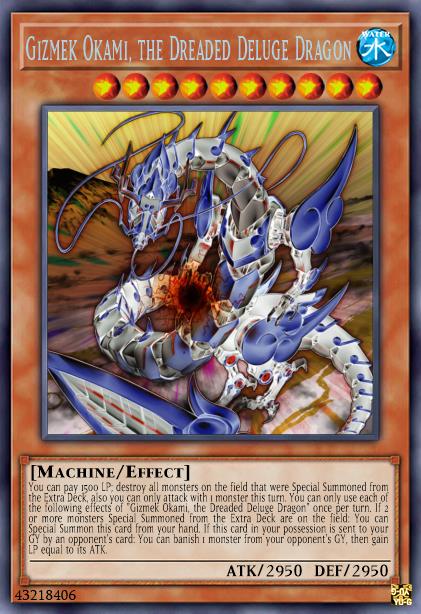 Gizmek Okami, the Dreaded Deluge Dragon
WATER
水
[Machine/Effect]
You can pay 1500 LP; destroy all monsters on the field that were Special Summoned from
the Extra Deck, also you can only attack with 1 monster this turn. You can only use each of
the following effects of "Gizmek Okami, the Dreaded Deluge Dragon" once per turn. If 2
or more monsters Special Summoned from the Extra Deck are on the field: You can
Special Summon this card from your hand. If this card in your possession is sent to your
GY by an opponent's card: You can banish 1 monster from your opponent's GY, then gain
LP equal to its ATK.
ATK/2950 DEF/2950
43218406